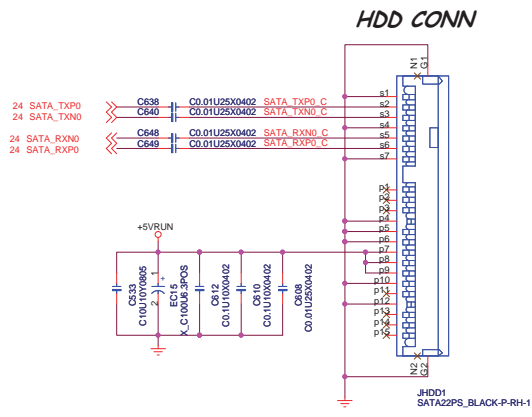 HDD CONN
N1
G1
24 SATA_TXP0 C638 C0.01U25X0402 SATA_TXP0_C
24 SATA_TXN0 C640 C0.01U25X0402 SATA_TXN0_C
24 SATA_RXN0 C648 C0.01U25X0402 SATA_RXN0_C
24 SATA_RXP0 C649 C0.01U25X0402 SATA_RXP0_C
s1
s2
s3
s4
s5
s6
s7
p1
p2
p3
p4
p5
p6
p7
p8
p9
p10
p11
p12
p13
p14
p15
+5VRUN
C533
C10U10Y0805
1
+
2
EC15
X_C100U6.3POS
C612
C0.1U10X0402
C610
C0.1U10X0402
C608
C0.01U25X0402
N2
G2
JHDD1
SATA22PS_BLACK-P-RH-1